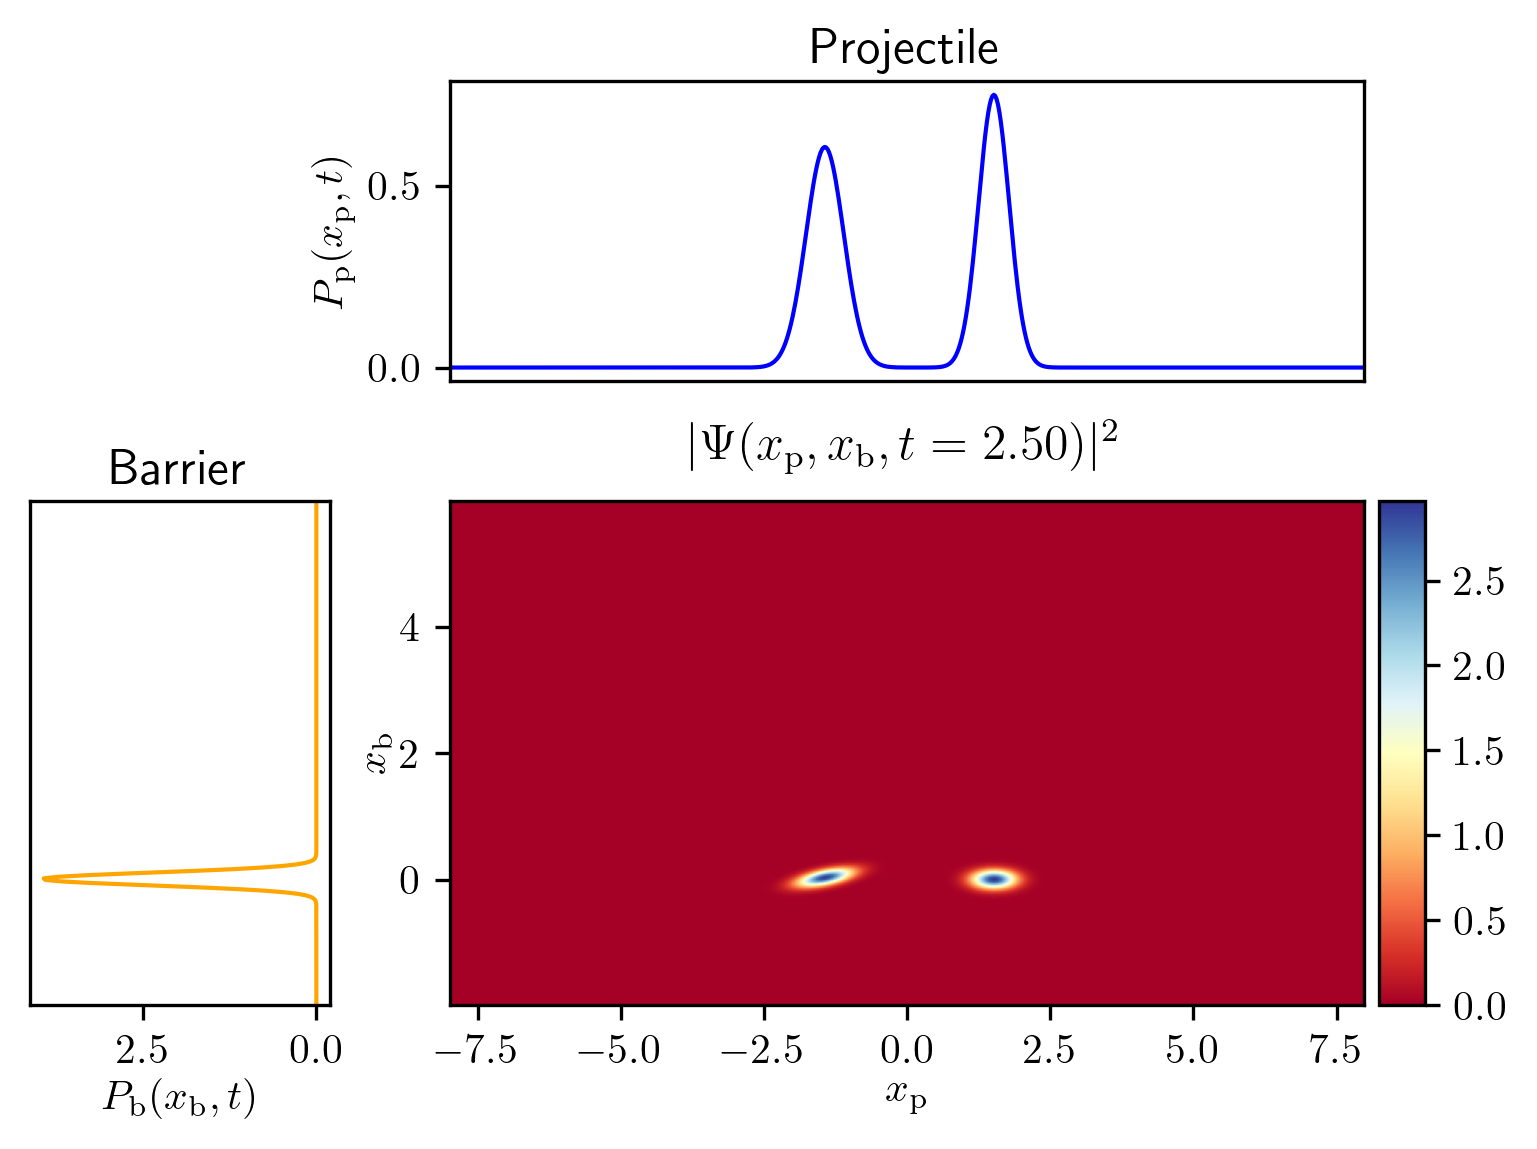 Projectile
P_p(x_p, t)
0.5
0.0
|Ψ(x_p, x_b, t = 2.50)|²
Barrier
2.5 0.0
P_b(x_b, t)
x_b
4
2
0
−7.5 −5.0 −2.5 0.0 2.5 5.0 7.5
x_p
2.5
2.0
1.5
1.0
0.5
0.0